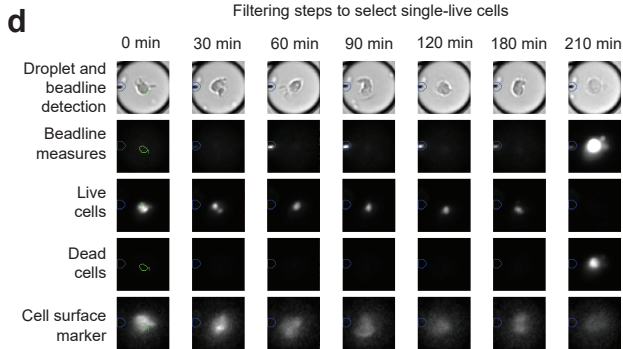 d
Filtering steps to select single-live cells
0 min 30 min 60 min 90 min 120 min 180 min 210 min
Droplet and
beadline
detection
Beadline
measures
Live
cells
Dead
cells
Cell surface
marker